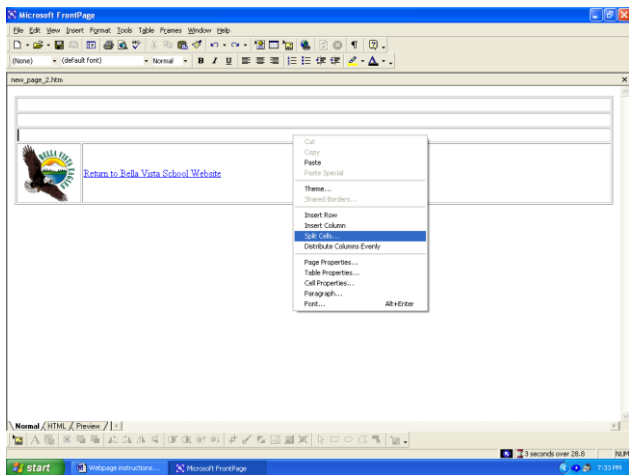 Microsoft FrontPage
File Edit View Insert Format Tools Table Frames Window Help
(None) (default font) Normal B I U A
new_page_2.htm
BELLA VISTA EAGLES
Return to Bella Vista School Website
Cut
Copy
Paste
Paste Special
Theme...
Shared Borders...
Insert Row
Insert Column
Split Cells...
Distribute Columns Evenly
Page Properties...
Table Properties...
Cell Properties...
Paragraph...
Font... Alt+Enter
Normal HTML Preview
3 seconds over 28.8 NUM
start Webpage instructions... Microsoft FrontPage 7:33 PM